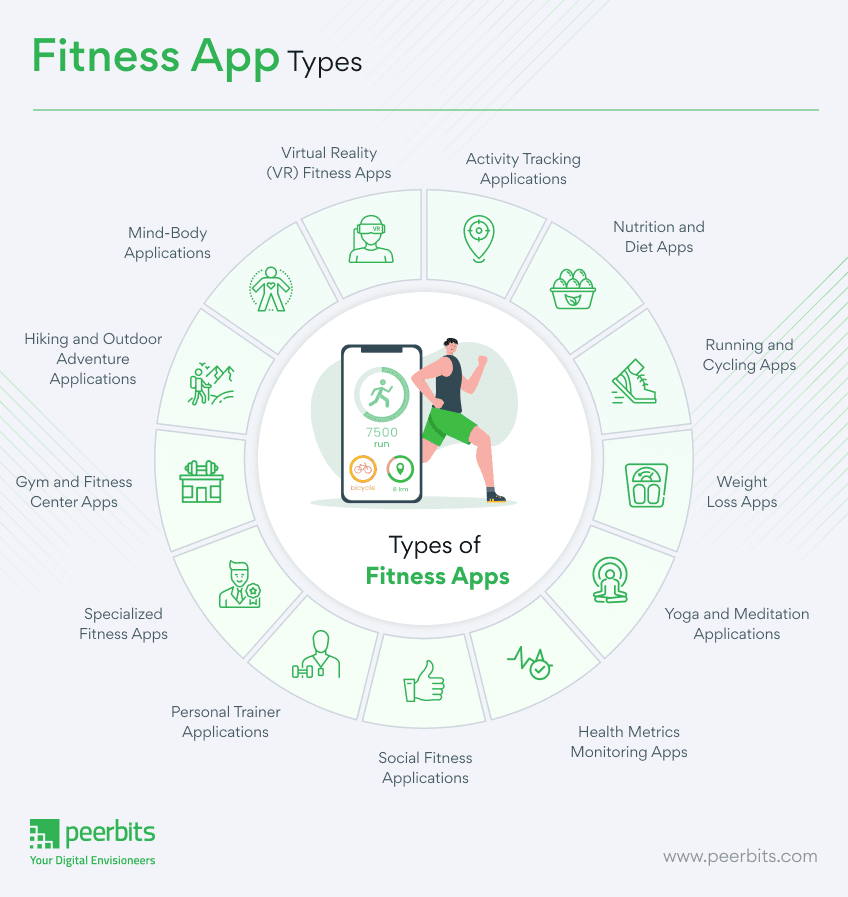 Fitness App Types
Virtual Reality
(VR) Fitness Apps
Activity Tracking
Applications
Nutrition and
Diet Apps
Running and
Cycling Apps
Weight
Loss Apps
Yoga and Meditation
Applications
Health Metrics
Monitoring Apps
Social Fitness
Applications
Personal Trainer
Applications
Specialized
Fitness Apps
Gym and Fitness
Center Apps
Hiking and Outdoor
Adventure
Applications
Mind-Body
Applications
VR
7500
run
bicycle
8 km
Types of
Fitness Apps
peerbits
Your Digital Envisioneers
www.peerbits.com